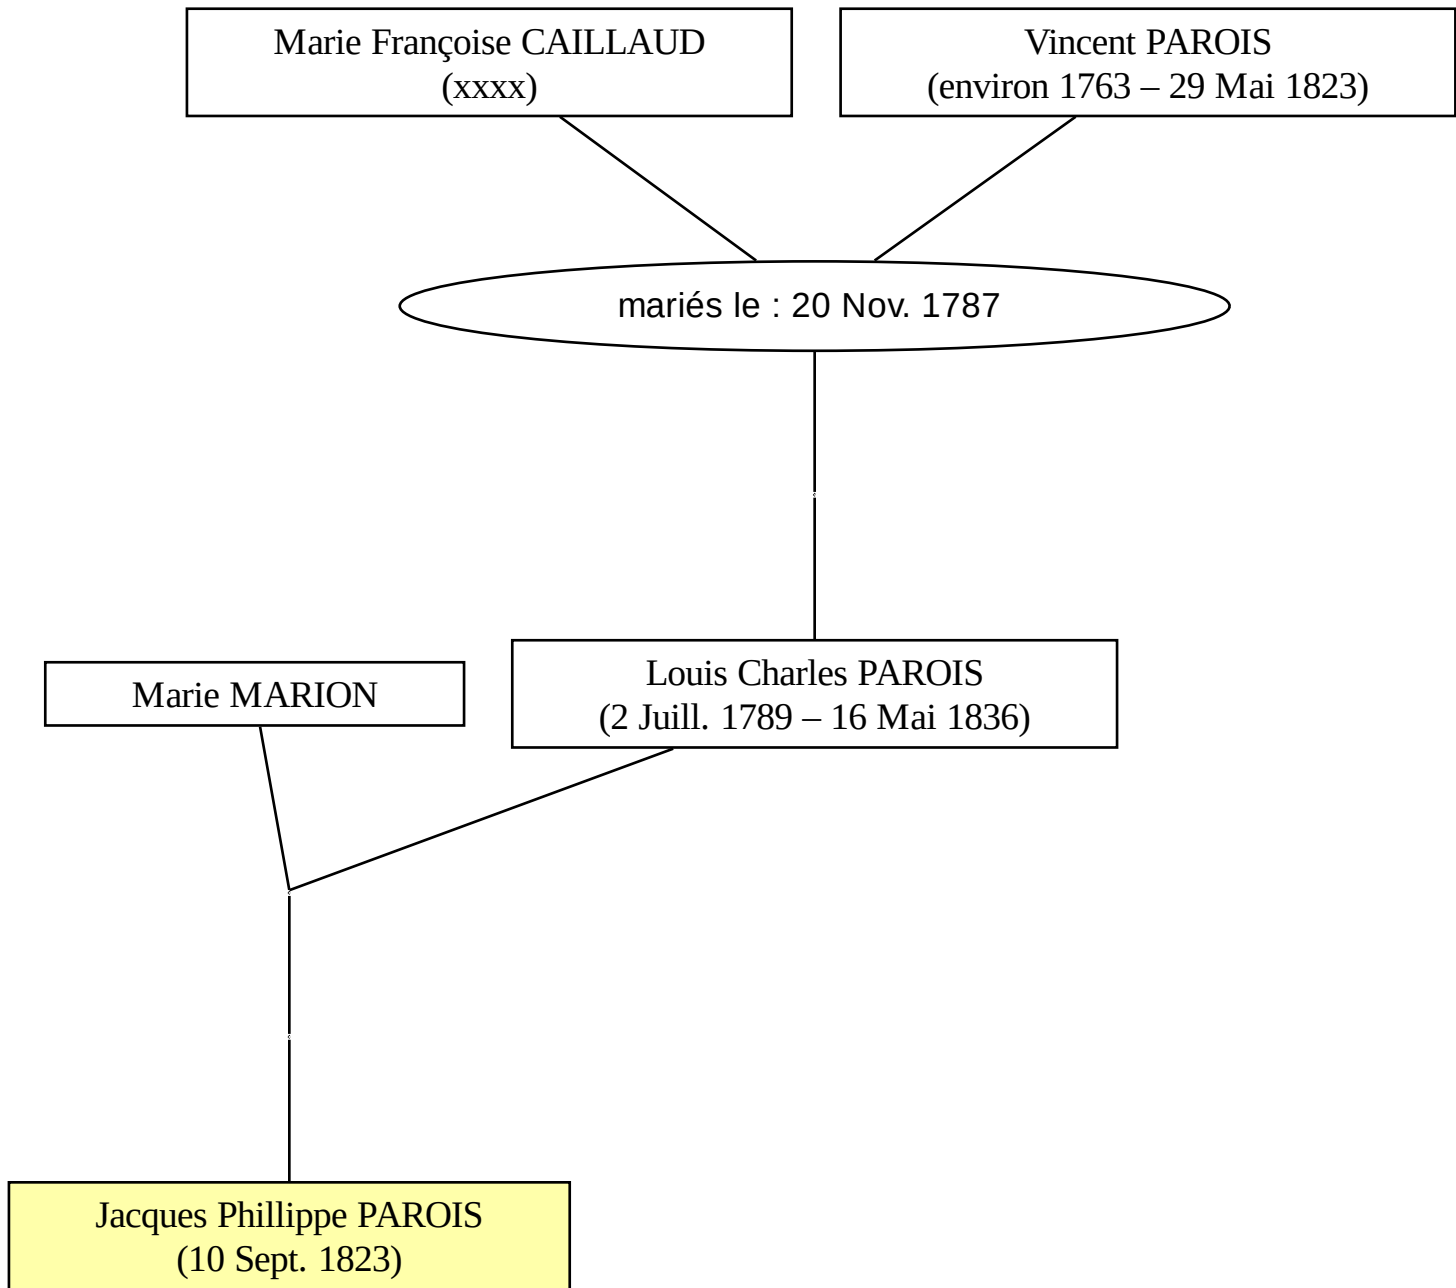 Marie Françoise CAILLAUD
(xxxx)
Vincent PAROIS
(environ 1763 – 29 Mai 1823)
mariés le : 20 Nov. 1787
Marie MARION
Louis Charles PAROIS
(2 Juill. 1789 – 16 Mai 1836)
Jacques Phillippe PAROIS
(10 Sept. 1823)